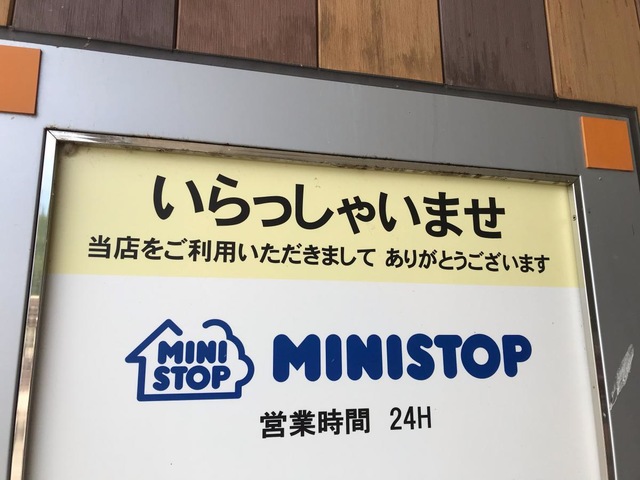 いらっしゃいませ
当店をご利用いただきまして ありがとうございます
MINI
STOP
MINISTOP
営業時間 24H